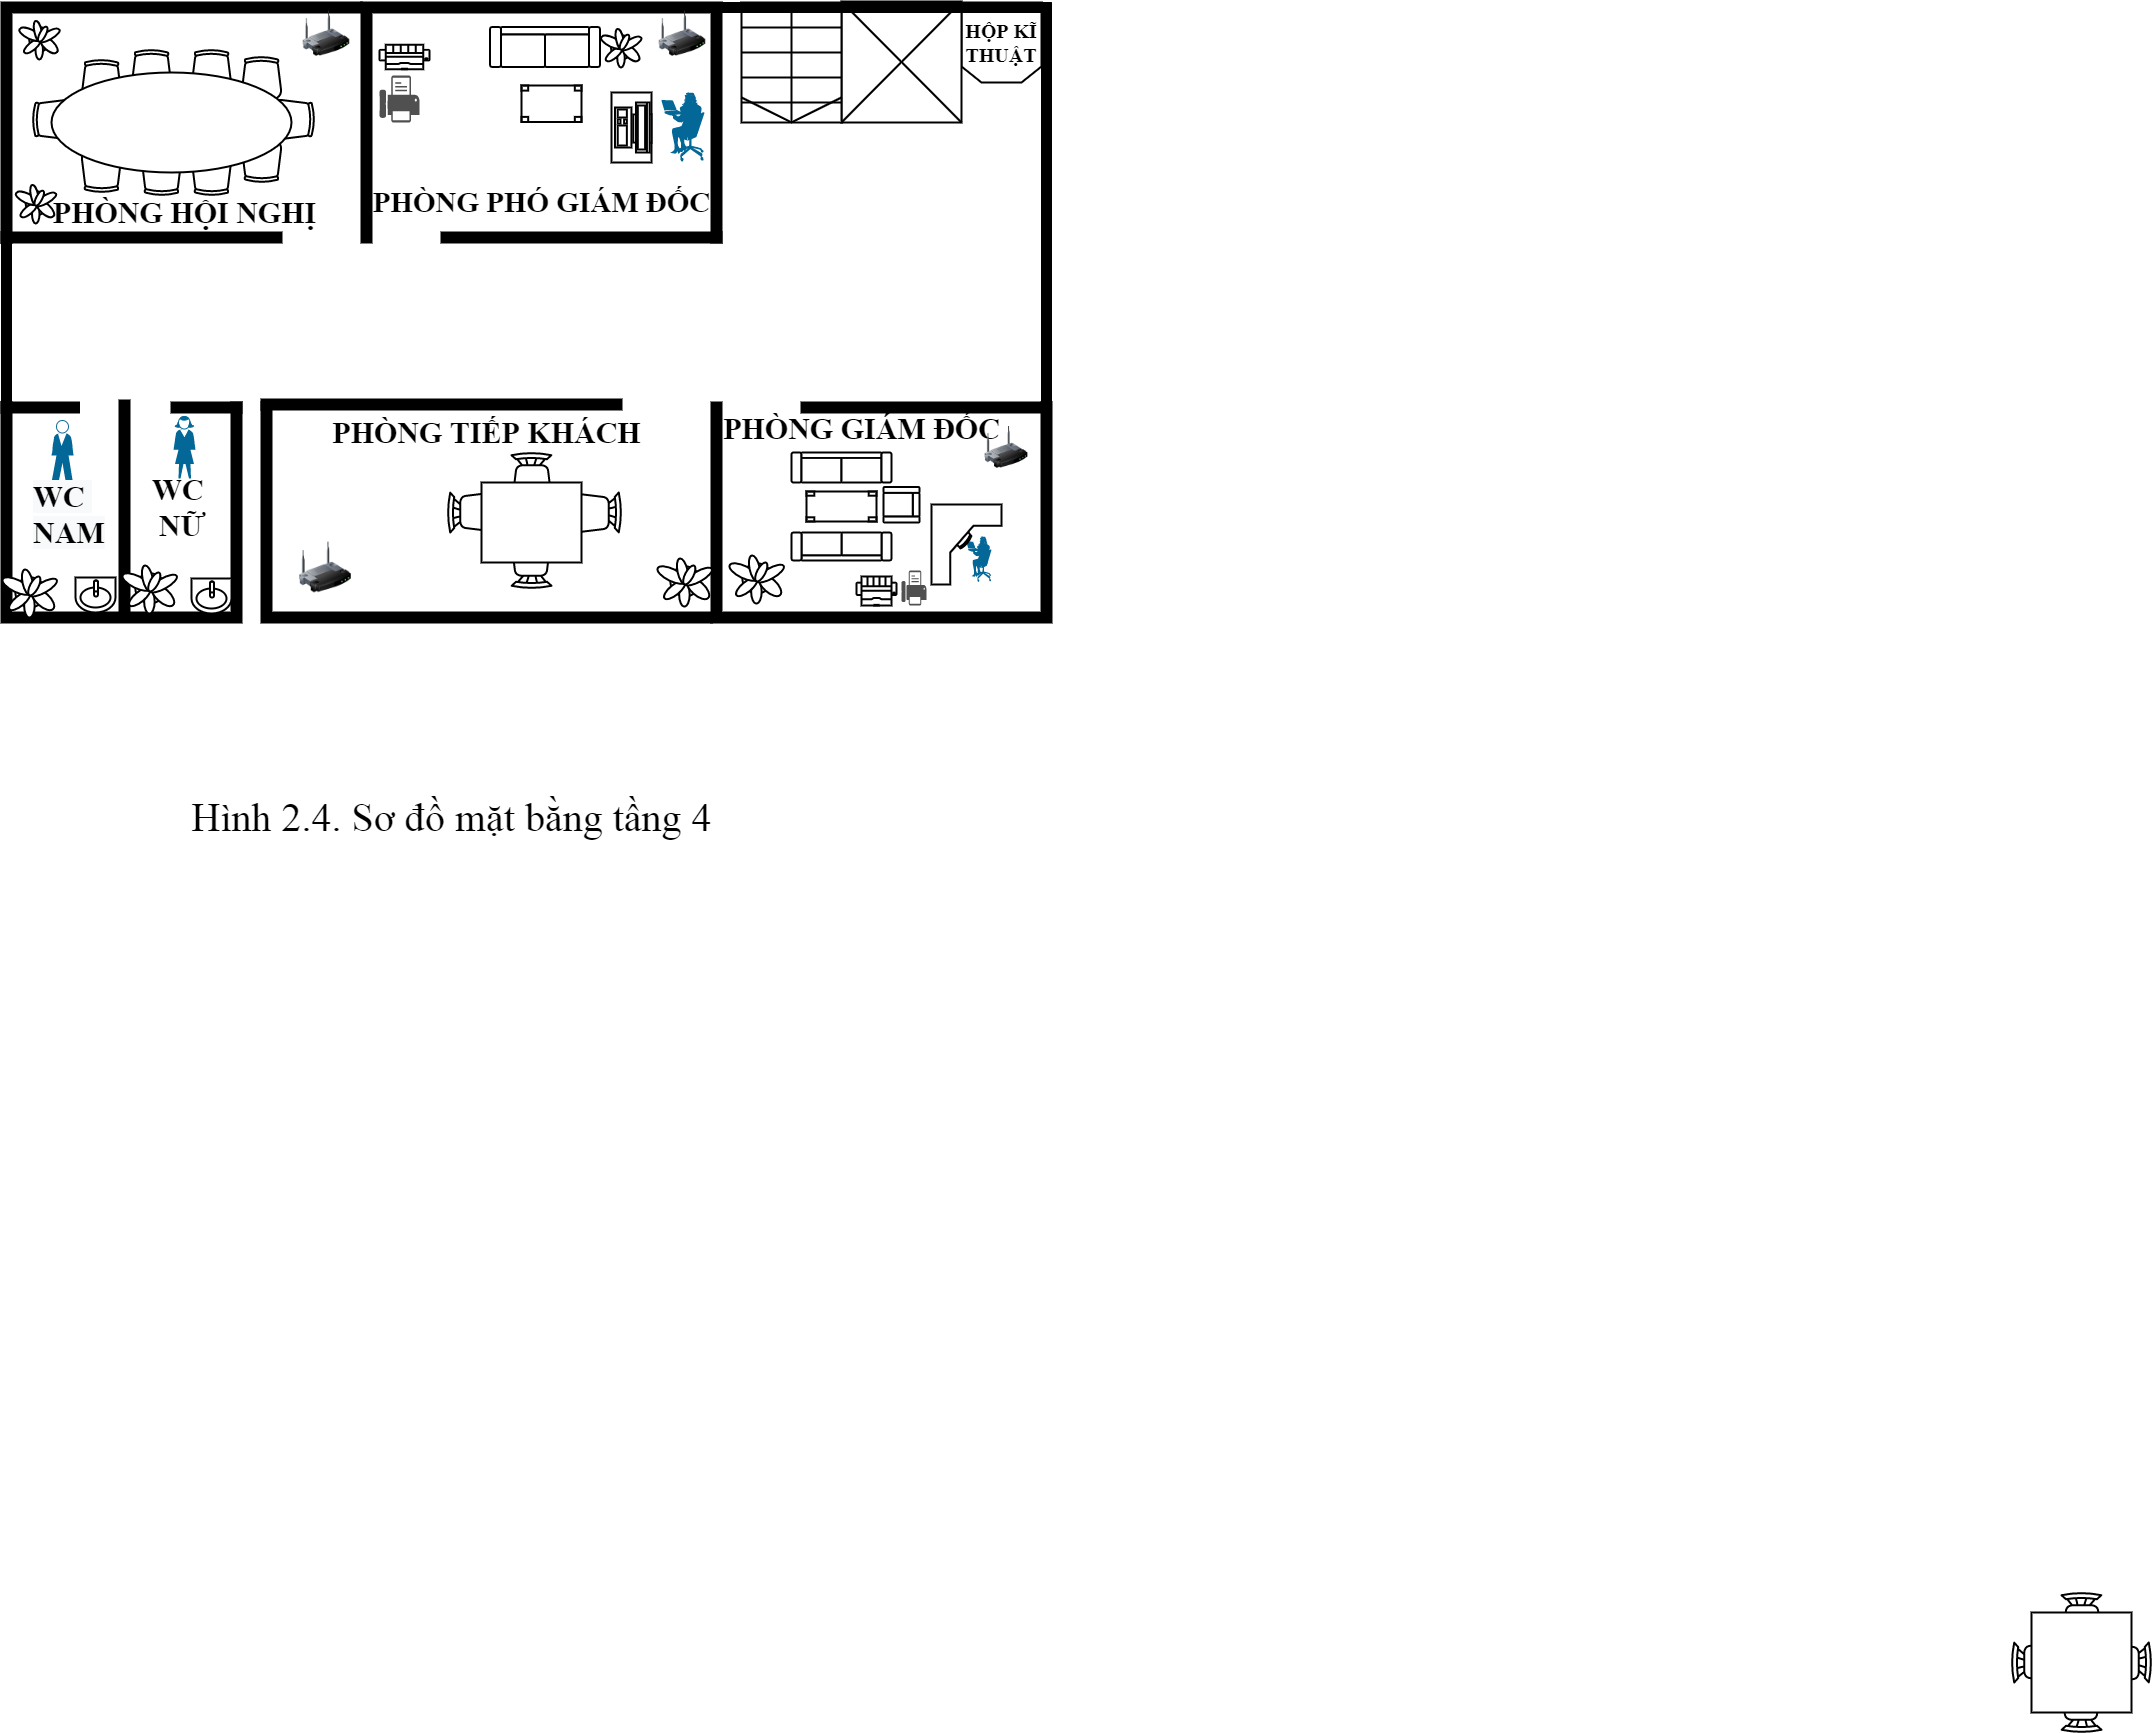 HỘP KĨ
THUẬT
PHÒNG HỘI NGHỊ
PHÒNG PHÓ GIÁM ĐỐC
PHÒNG TIẾP KHÁCH
PHÒNG GIÁM ĐỐC
WC
NAM
WC
NỮ
Hình 2.4. Sơ đồ mặt bằng tầng 4